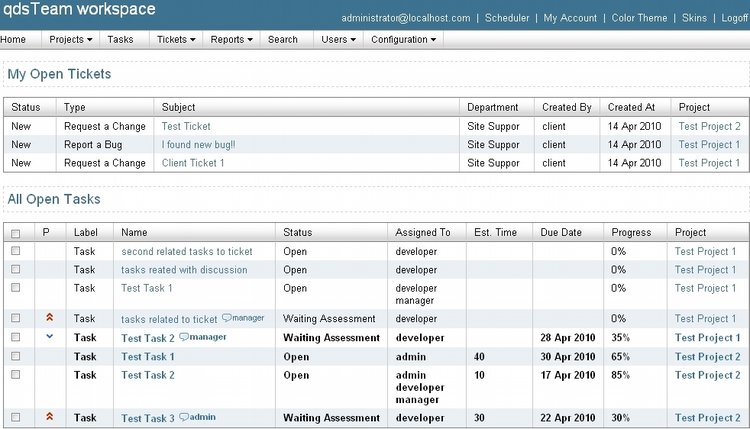 qdsTeam workspace
administrator@localhost.com | Scheduler | My Account | Color Theme | Skins | Logoff
Home Projects Tasks Tickets Reports Search Users Configuration
My Open Tickets
Status Type Subject Department Created By Created At Project
New Request a Change Test Ticket Site Suppor client 14 Apr 2010 Test Project 2
New Report a Bug I found new bug!! Site Suppor client 14 Apr 2010 Test Project 1
New Request a Change Client Ticket 1 Site Suppor client 14 Apr 2010 Test Project 1
All Open Tasks
P Label Name Status Assigned To Est. Time Due Date Progress Project
Task second related tasks to ticket Open developer 0% Test Project 1
Task tasks reated with discussion Open developer 0% Test Project 1
Task Test Task 1 Open developer 0% Test Project 1
manager
Task tasks related to ticket manager Waiting Assessment developer 0% Test Project 1
Task Test Task 2 manager Waiting Assessment developer 28 Apr 2010 35% Test Project 1
Task Test Task 1 Open admin 40 30 Apr 2010 65% Test Project 2
Task Test Task 2 Open admin 10 17 Apr 2010 85% Test Project 2
developer
manager
Task Test Task 3 admin Waiting Assessment developer 30 22 Apr 2010 30% Test Project 2